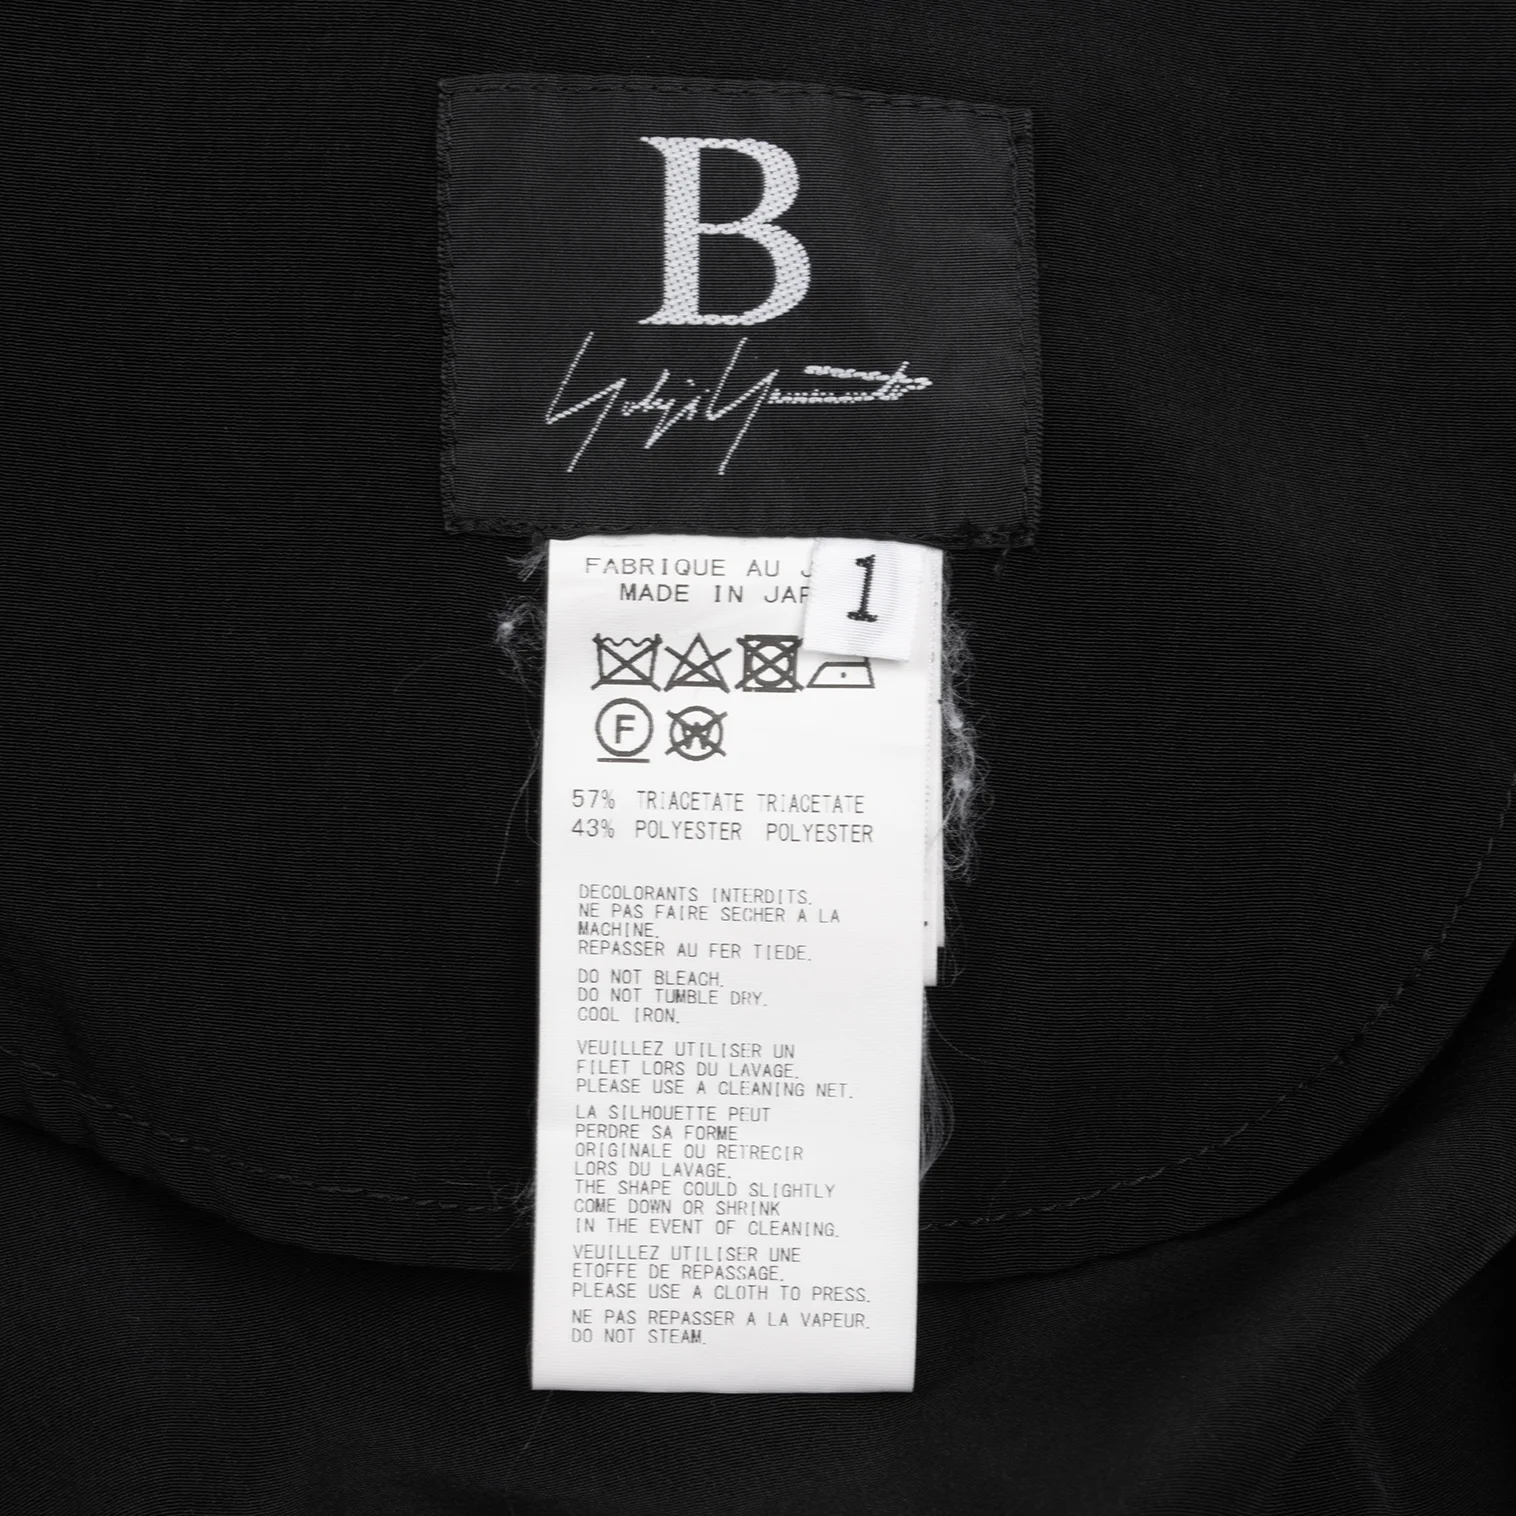 B
Yohji Yamamoto
1
FABRIQUE AU J
MADE IN JAP
F
W
57% TRIACETATE TRIACETATE
43% POLYESTER POLYESTER
DECOLORANTS INTERDITS.
NE PAS FAIRE SECHER A LA
MACHINE.
REPASSER AU FER TIEDE.
DO NOT BLEACH.
DO NOT TUMBLE DRY.
COOL IRON.
VEUILLEZ UTILISER UN
FILET LORS DU LAVAGE.
PLEASE USE A CLEANING NET.
LA SILHOUETTE PEUT
PERDRE SA FORME
ORIGINALE OU RETRECIR
LORS DU LAVAGE.
THE SHAPE COULD SLIGHTLY
COME DOWN OR SHRINK
IN THE EVENT OF CLEANING.
VEUILLEZ UTILISER UNE
ETOFFE DE REPASSAGE.
PLEASE USE A CLOTH TO PRESS.
NE PAS REPASSER A LA VAPEUR.
DO NOT STEAM.